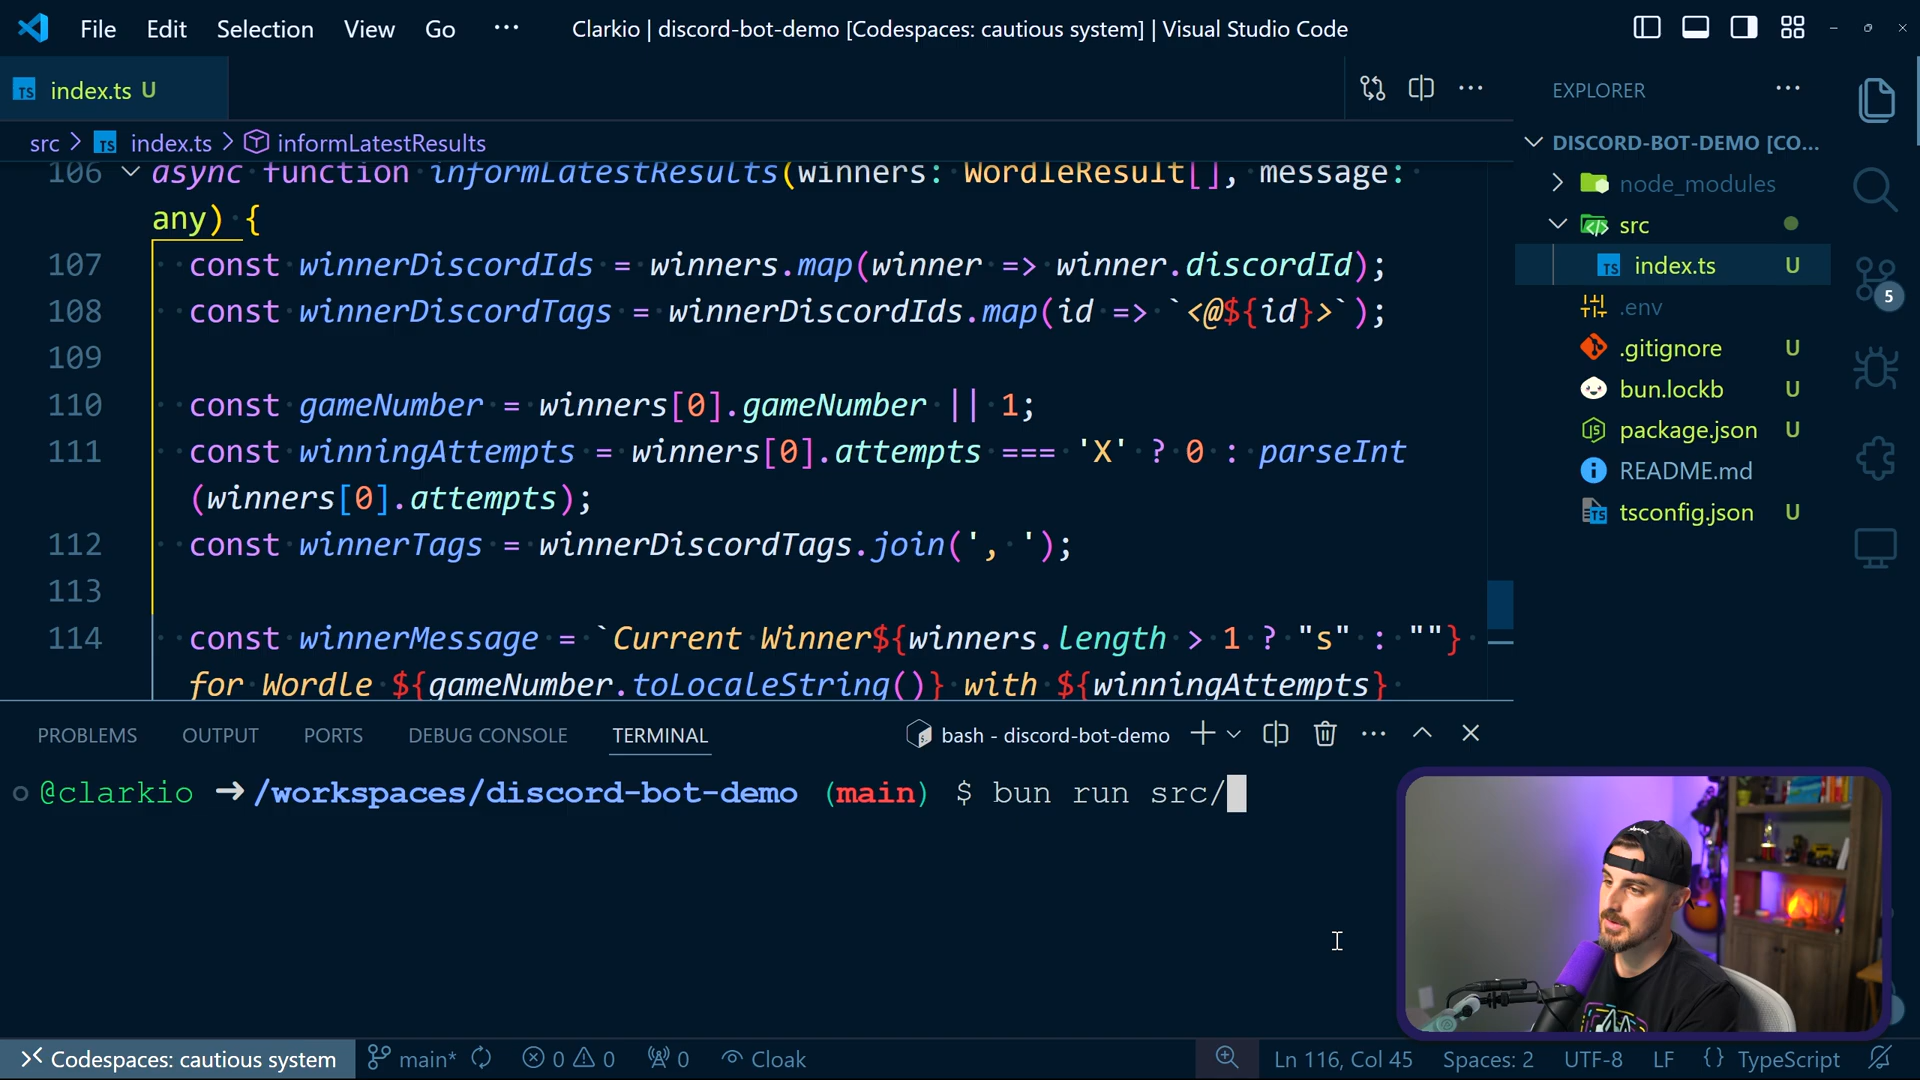 File Edit Selection View Go ··· Clarkio | discord-bot-demo [Codespaces: cautious system] | Visual Studio Code
TS index.ts U
src > TS index.ts > informLatestResults
106 async function informLatestResults(winners: WordleResult[], message:
any) {
107 const winnerDiscordIds = winners.map(winner => winner.discordId);
108 const winnerDiscordTags = winnerDiscordIds.map(id => `<@${id}>`);
109
110 const gameNumber = winners[0].gameNumber || 1;
111 const winningAttempts = winners[0].attempts === 'X' ? 0 : parseInt
(winners[0].attempts);
112 const winnerTags = winnerDiscordTags.join(', ');
113
114 const winnerMessage = `Current Winner${winners.length > 1 ? "s" : ""}
for Wordle ${gameNumber.toLocaleString()} with ${winningAttempts}
EXPLORER ···
DISCORD-BOT-DEMO [CO...
node_modules
src
TS index.ts U
.env
.gitignore U
bun.lockb U
package.json U
README.md
tsconfig.json U
5
PROBLEMS OUTPUT PORTS DEBUG CONSOLE TERMINAL bash - discord-bot-demo
@clarkio ➜ /workspaces/discord-bot-demo (main) $ bun run src/
Codespaces: cautious system main* 0 0 0 Cloak Ln 116, Col 45 Spaces: 2 UTF-8 LF {} TypeScript